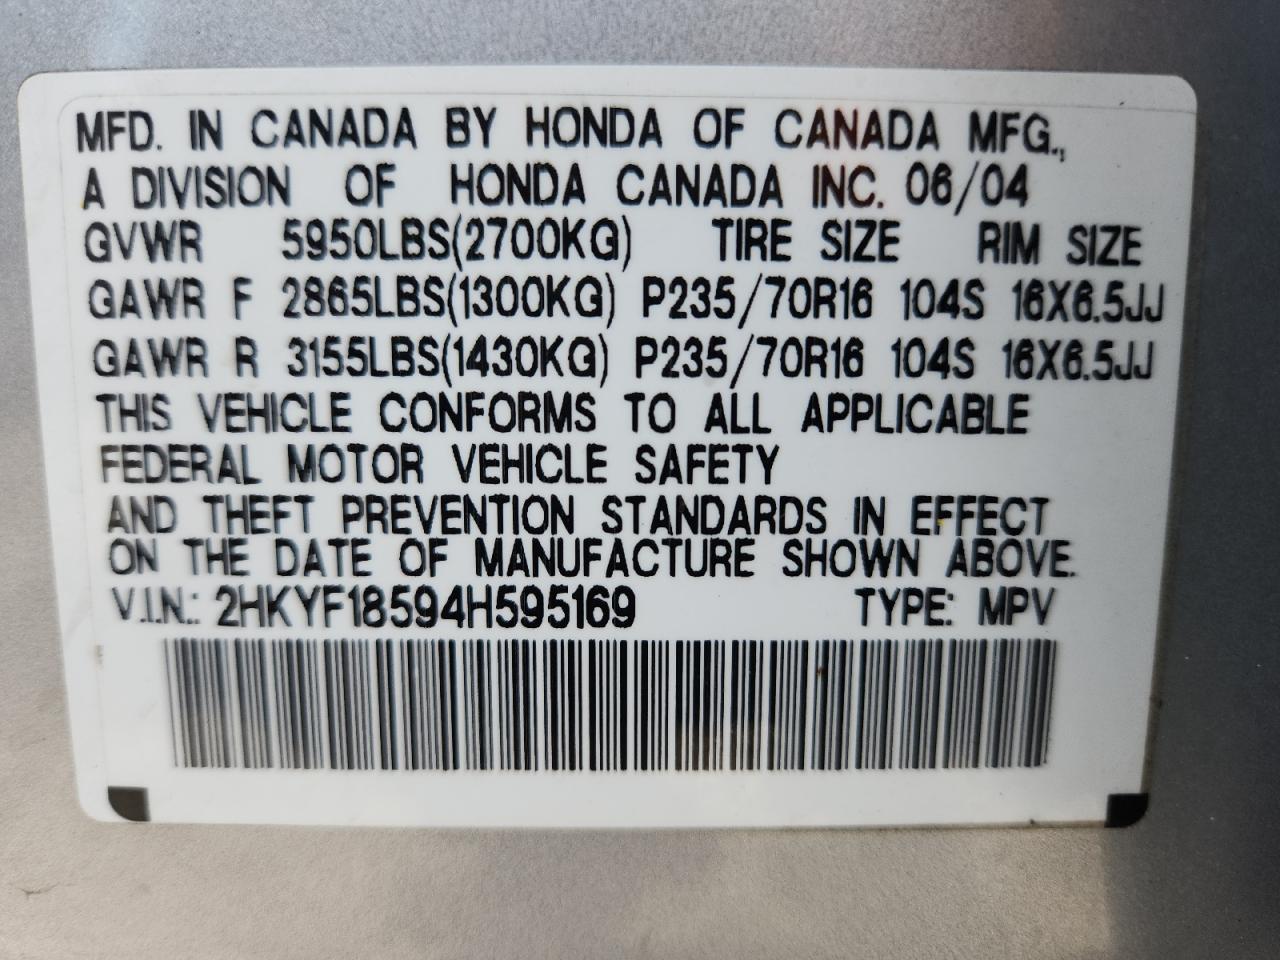 MFD. IN CANADA BY HONDA OF CANADA MFG.,
A DIVISION OF HONDA CANADA INC. 06/04
GVWR 5950LBS(2700KG) TIRE SIZE RIM SIZE
GAWR F 2865LBS(1300KG) P235/70R16 104S 16X6.5JJ
GAWR R 3155LBS(1430KG) P235/70R16 104S 16X6.5JJ
THIS VEHICLE CONFORMS TO ALL APPLICABLE
FEDERAL MOTOR VEHICLE SAFETY
AND THEFT PREVENTION STANDARDS IN EFFECT
ON THE DATE OF MANUFACTURE SHOWN ABOVE.
V.I.N.: 2HKYF18594H595169 TYPE: MPV